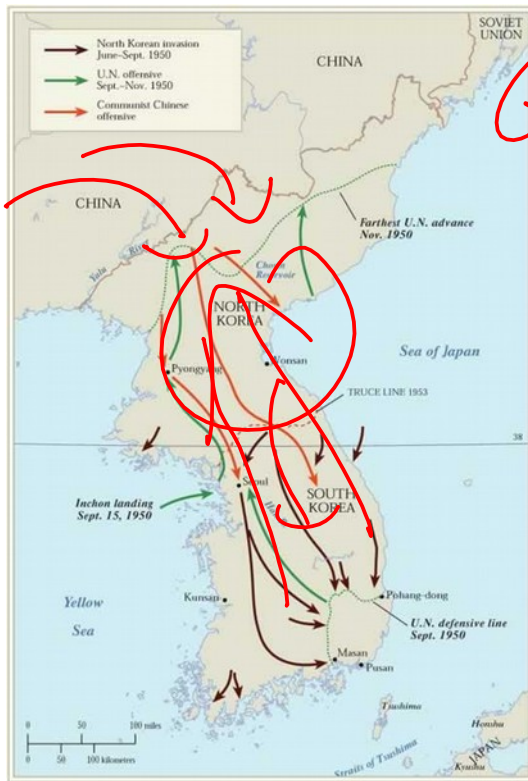 North Korean invasion
June–Sept. 1950
U.N. offensive
Sept.–Nov. 1950
Communist Chinese
offensive
SOVIET
UNION
CHINA
CHINA
Yalu River
Farthest U.N. advance
Nov. 1950
Chosin
Reservoir
NORTH
KOREA
Pyongyang
Wonsan
Sea of Japan
TRUCE LINE 1953
38
Inchon landing
Sept. 15, 1950
Seoul
SOUTH
KOREA
Kunsan
Pohang-dong
Yellow
Sea
U.N. defensive line
Sept. 1950
Masan
Pusan
Tsushima
0 50 100 miles
0 50 100 kilometers
Honshu
JAPAN
Kyushu
Straits of Tsushima